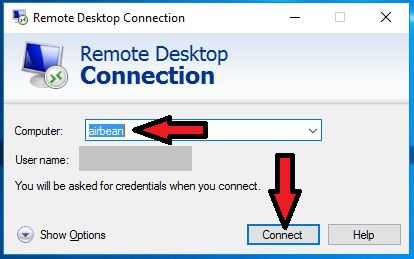 Remote Desktop Connection
Remote Desktop
Connection
Computer: airbean
User name:
You will be asked for credentials when you connect.
Show Options Connect Help